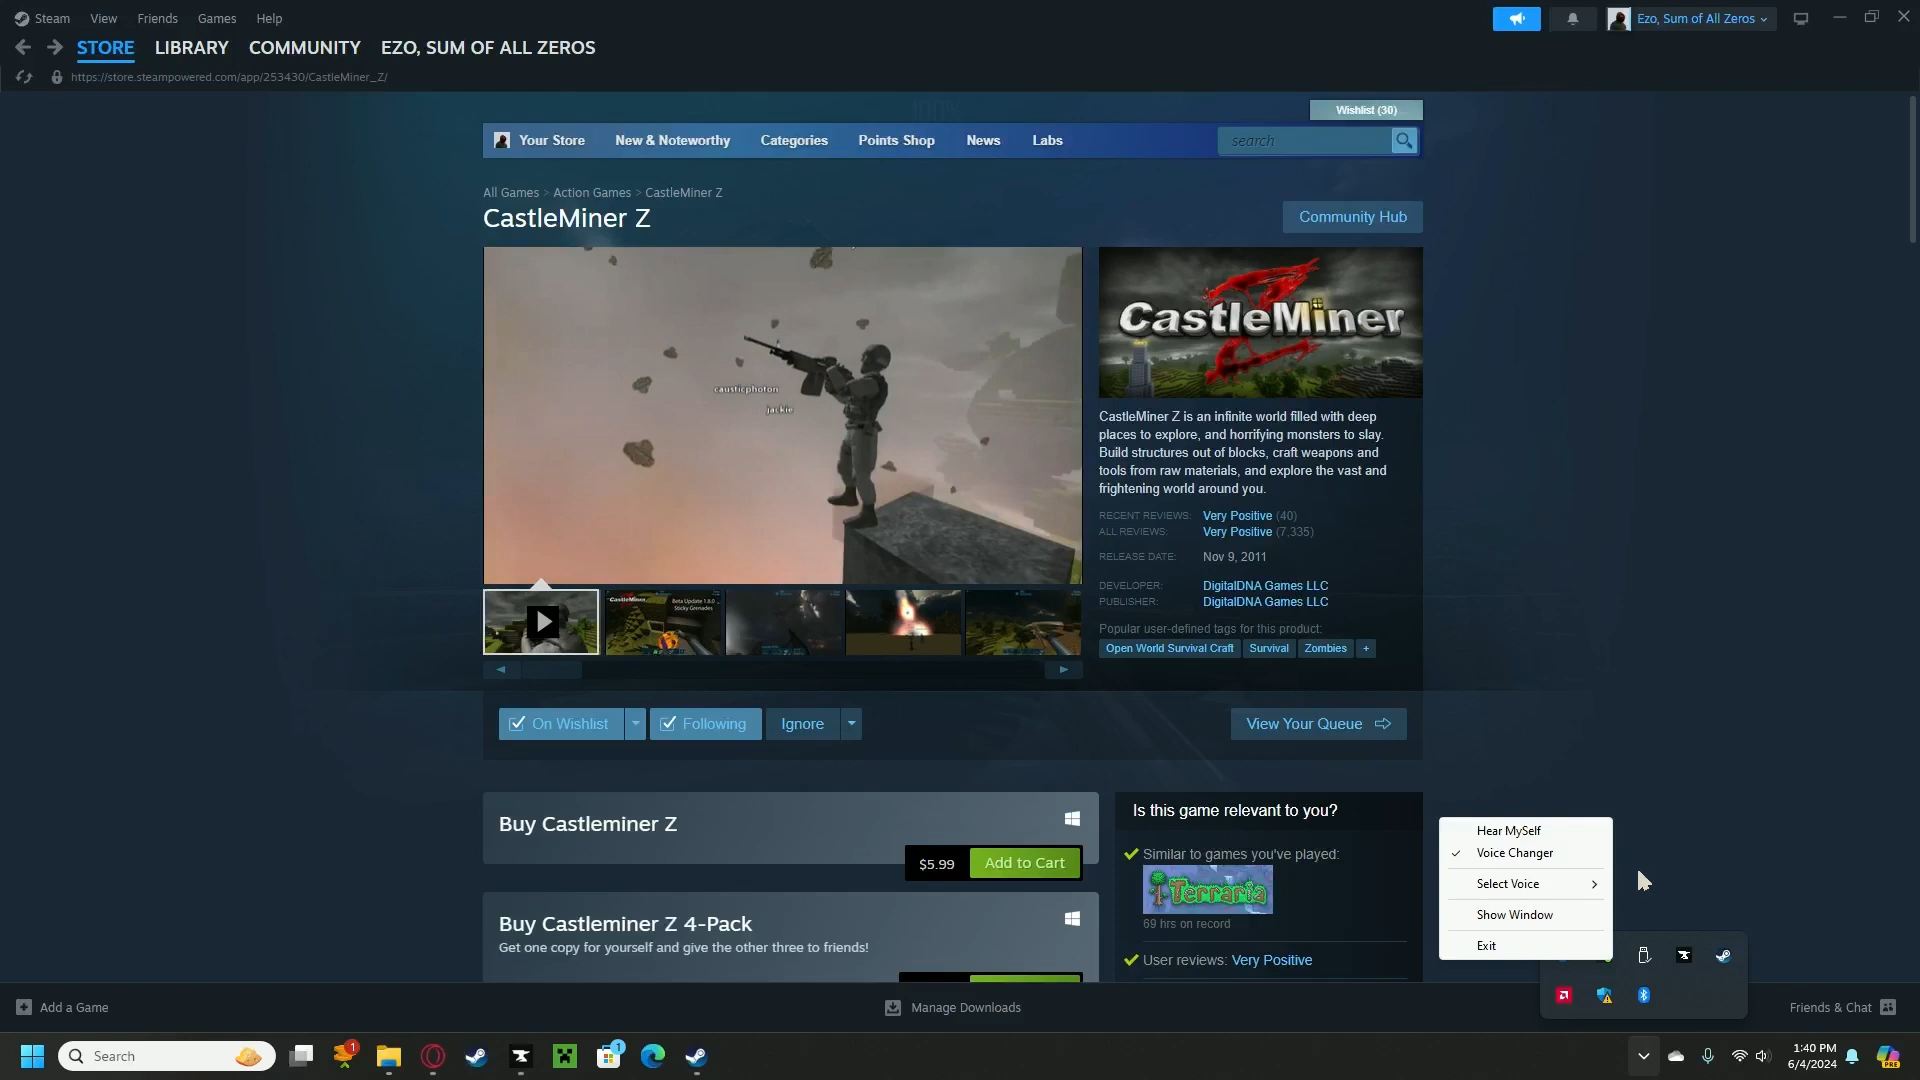 Steam View Friends Games Help
Ezo, Sum of All Zeros
STORE LIBRARY COMMUNITY EZO, SUM OF ALL ZEROS
https://store.steampowered.com/app/253430/CastleMiner_Z/
Wishlist (30)
Your Store New & Noteworthy Categories Points Shop News Labs
search
All Games > Action Games > CastleMiner Z
CastleMiner Z
Community Hub
causticphoton
jackie
CastleMiner Z
CastleMiner Z is an infinite world filled with deep
places to explore, and horrifying monsters to slay.
Build structures out of blocks, craft weapons and
tools from raw materials, and explore the vast and
frightening world around you.
RECENT REVIEWS: Very Positive (40)
ALL REVIEWS: Very Positive (7,335)
RELEASE DATE: Nov 9, 2011
DEVELOPER: DigitalDNA Games LLC
PUBLISHER: DigitalDNA Games LLC
Popular user-defined tags for this product:
Open World Survival Craft Survival Zombies +
CastleMiner
Beta Update 1.8.0
Sticky Grenades
On Wishlist Following Ignore
View Your Queue
Buy Castleminer Z
$5.99 Add to Cart
Buy Castleminer Z 4-Pack
Get one copy for yourself and give the other three to friends!
Is this game relevant to you?
Similar to games you've played:
Terraria
69 hrs on record
User reviews: Very Positive
Hear MySelf
Voice Changer
Select Voice
Show Window
Exit
Add a Game
Manage Downloads
Friends & Chat
Search
1
1
1:40 PM
6/4/2024
PRE